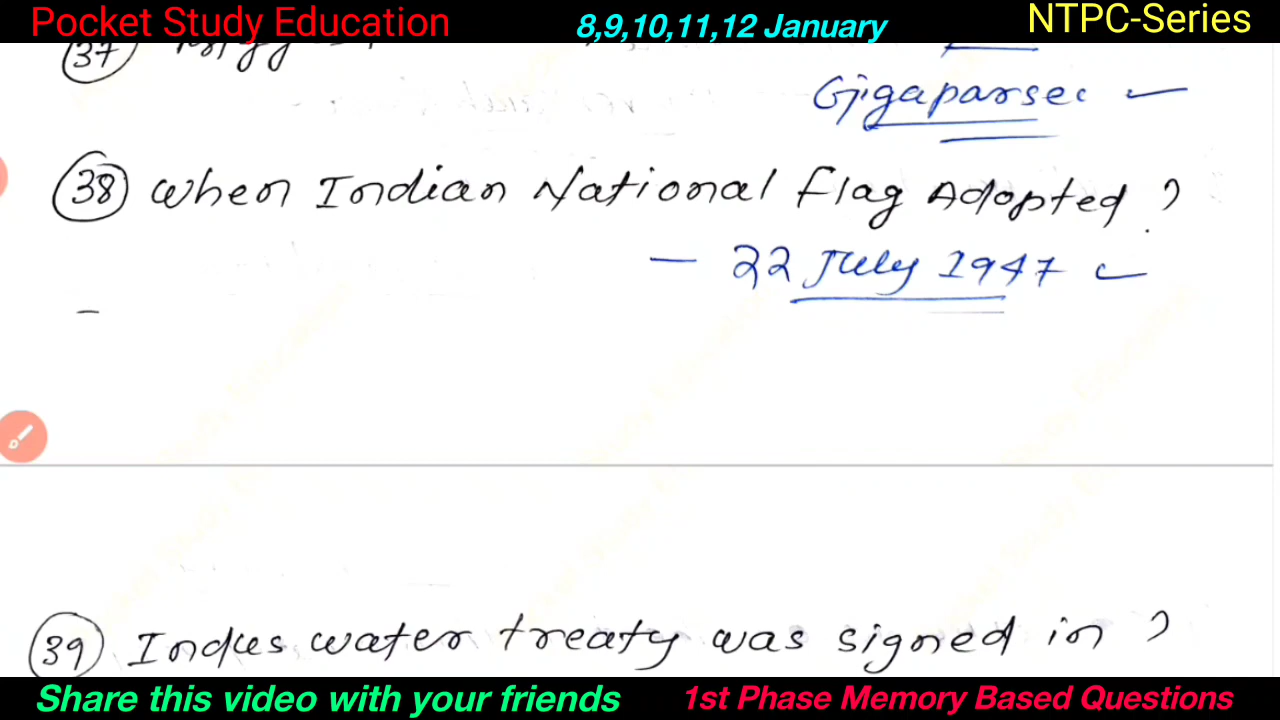 Pocket Study Education
8,9,10,11,12 January
NTPC-Series
37
Gigaparsec
38 When Indian National Flag Adopted ?
- 22 July 1947
-
39 Indus water treaty was signed in ?
Share this video with your friends
1st Phase Memory Based Questions